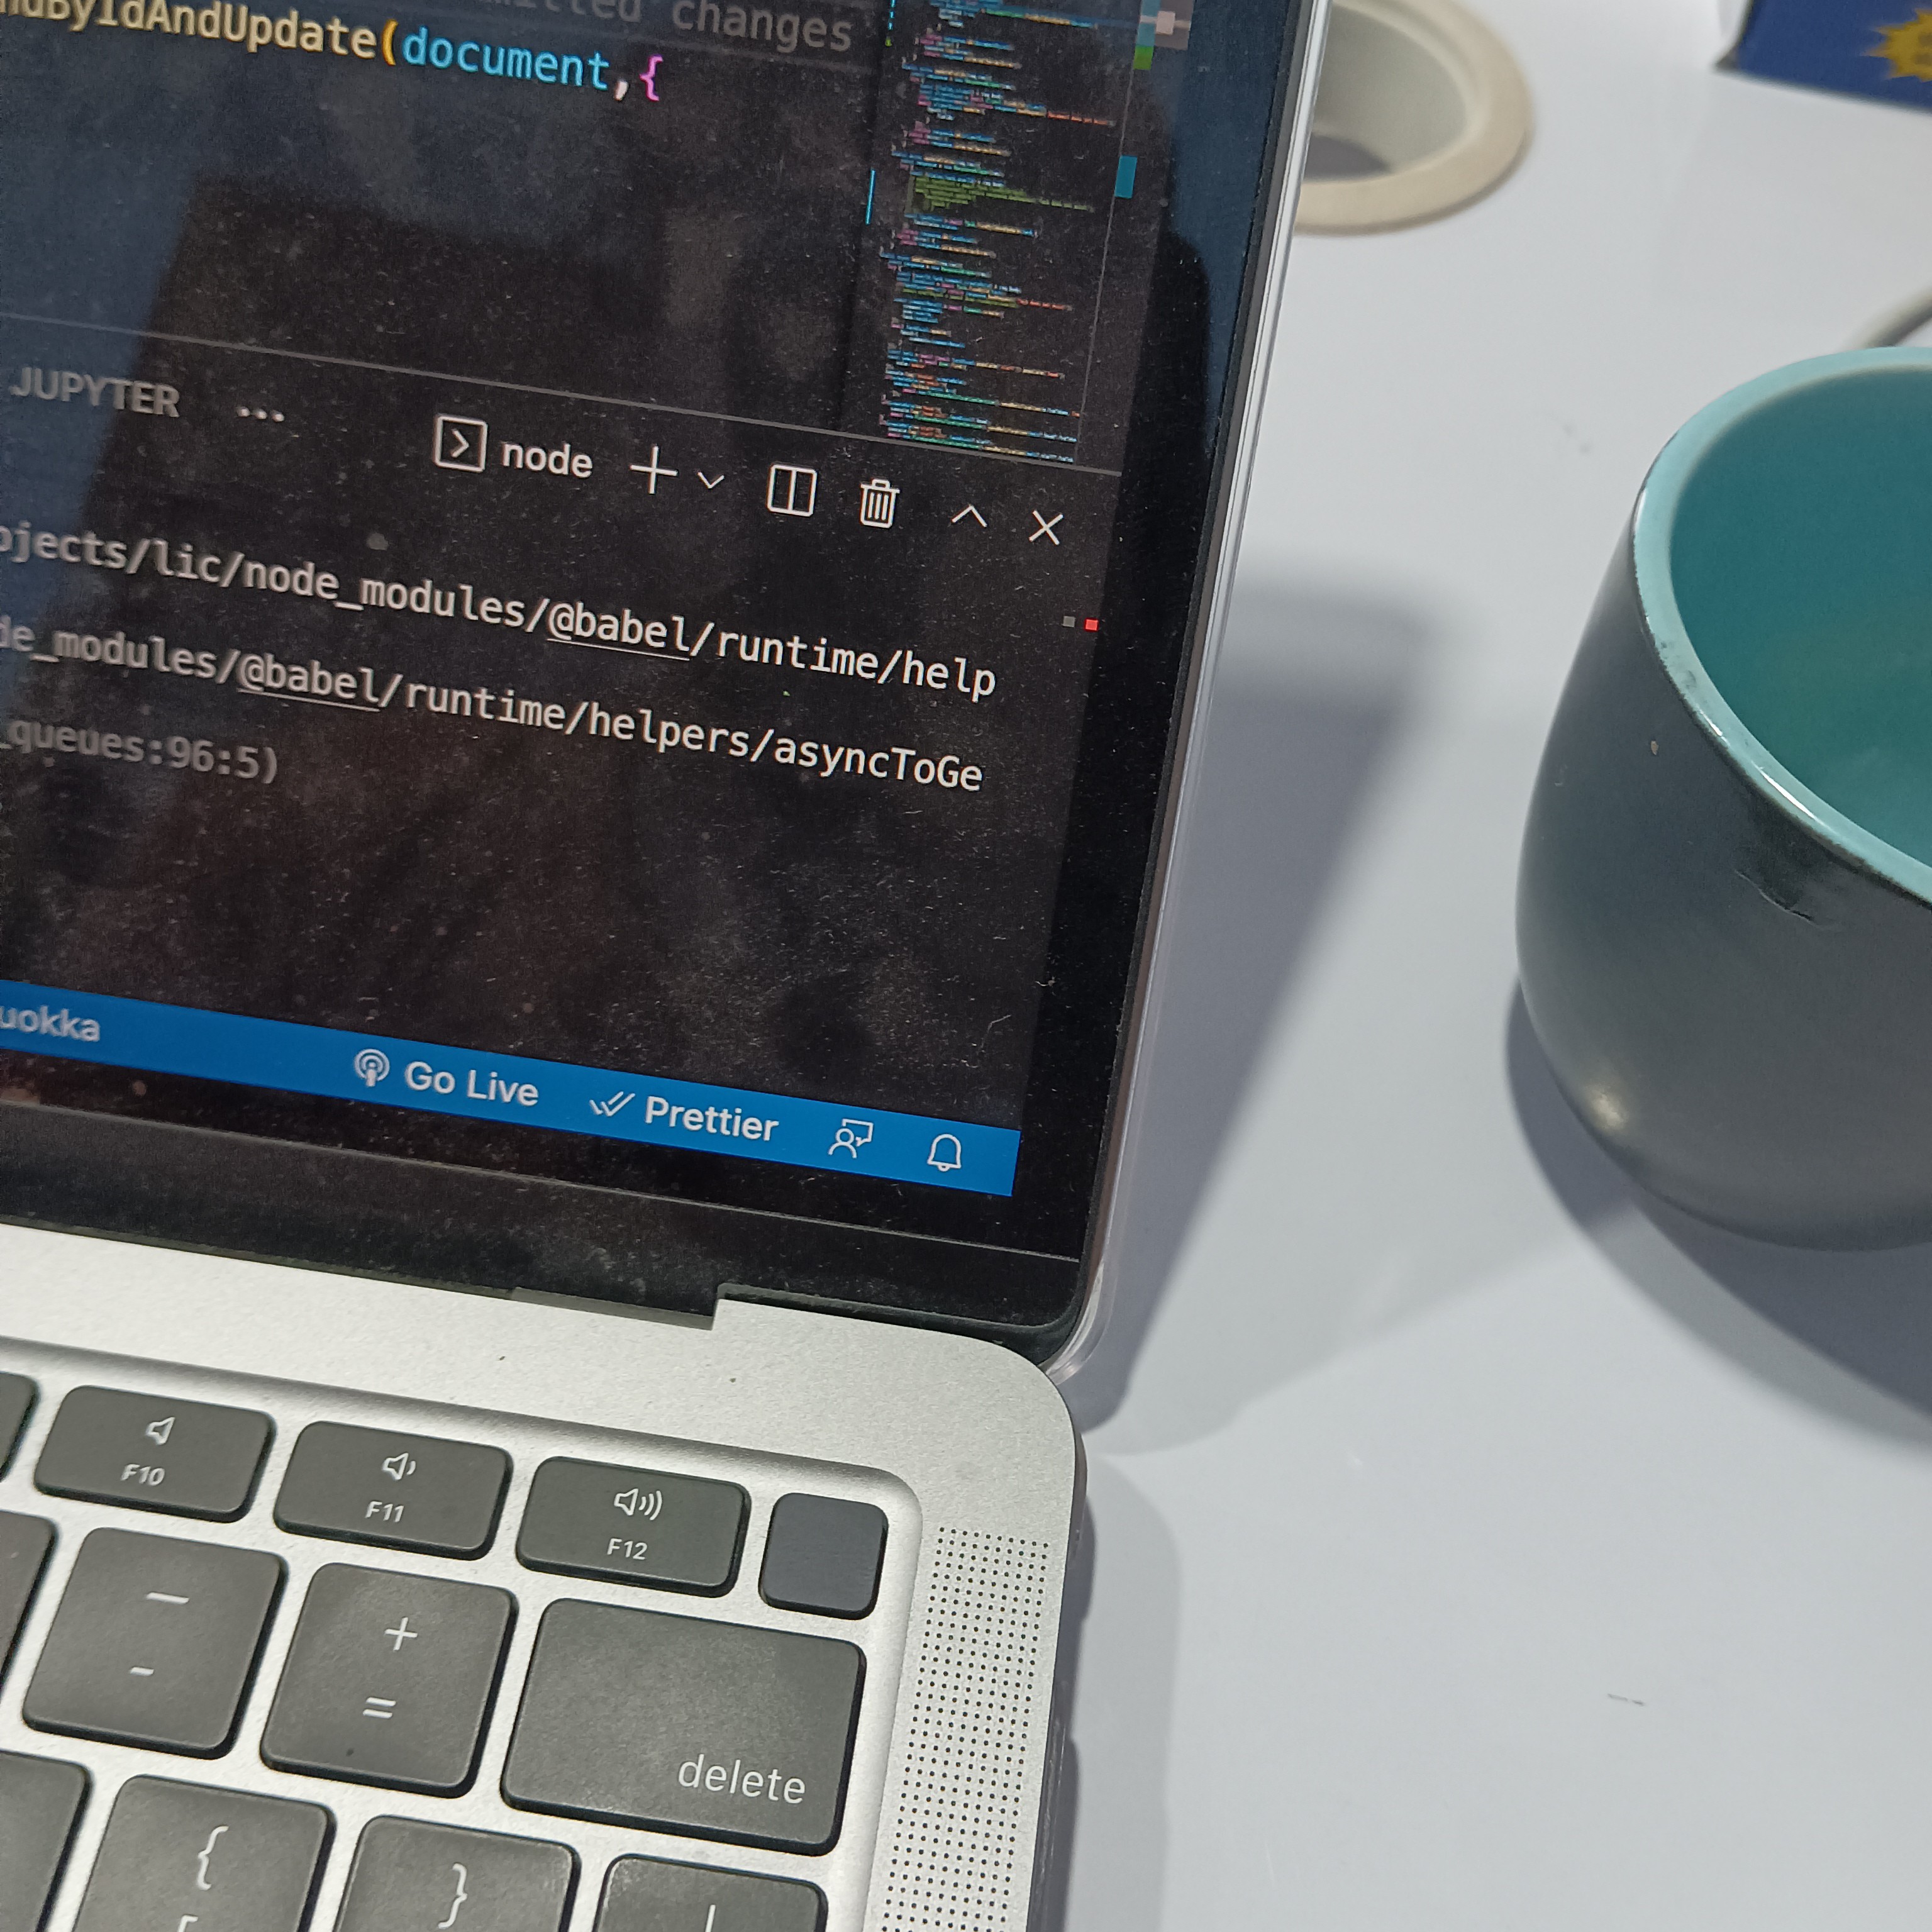 ndByIdAndUpdate(document,{
changes
JUPYTER ...
node
ojects/lic/node_modules/@babel/runtime/help
de_modules/@babel/runtime/helpers/asyncToGe
_queues:96:5)
uokka
Go Live
Prettier
F10
F11
F12
—
-
+
=
delete
{
}